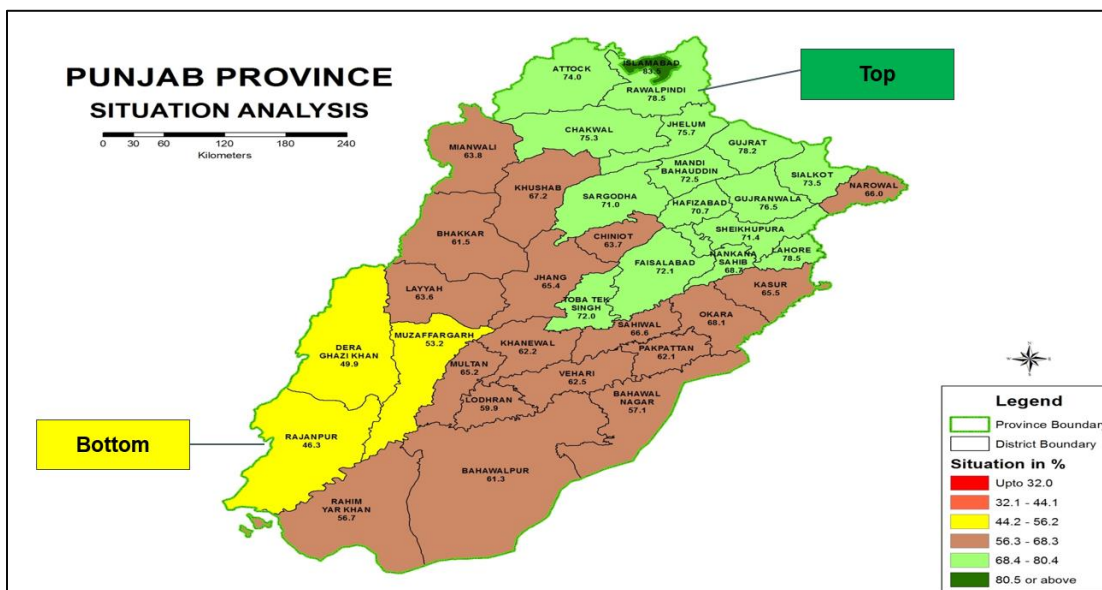 PUNJAB PROVINCE
SITUATION ANALYSIS
0 30 60 120 180 240
Kilometers
Top
Bottom
ISLAMABAD
83.5
ATTOCK
74.0
RAWALPINDI
78.5
CHAKWAL
75.3
JHELUM
75.7
GUJRAT
78.2
MIANWALI
63.8
MANDI
BAHAUDDIN
72.5
SIALKOT
73.5
NAROWAL
66.0
KHUSHAB
67.2
SARGODHA
71.0
HAFIZABAD
70.7
GUJRANWALA
76.5
BHAKKAR
61.5
CHINIOT
63.7
SHEIKHUPURA
71.4
FAISALABAD
72.1
NANKANA
SAHIB
68.7
LAHORE
78.5
LAYYAH
63.6
JHANG
65.4
TOBA TEK
SINGH
72.0
KASUR
65.5
OKARA
68.1
SAHIWAL
66.6
DERA
GHAZI KHAN
49.9
MUZAFFARGARH
53.2
KHANEWAL
62.2
PAKPATTAN
62.1
MULTAN
65.2
VEHARI
62.5
LODHRAN
59.9
BAHAWAL
NAGAR
57.1
RAJANPUR
46.3
BAHAWALPUR
61.3
RAHIM
YAR KHAN
56.7
Legend
Province Boundary
District Boundary
Situation in %
Upto 32.0
32.1 - 44.1
44.2 - 56.2
56.3 - 68.3
68.4 - 80.4
80.5 or above